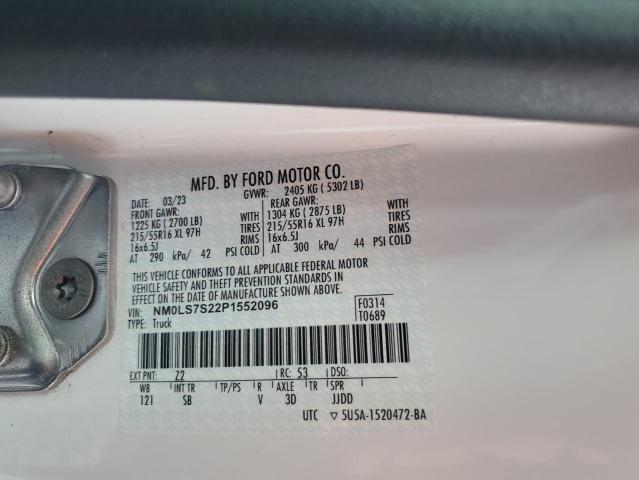 MFD. BY FORD MOTOR CO.
DATE: 03/23 GVWR: 2405 KG ( 5302 LB)
FRONT GAWR: REAR GAWR:
1225 KG ( 2700 LB) WITH 1304 KG ( 2875 LB) WITH
215/55R16 XL 97H TIRES 215/55R16 XL 97H TIRES
16x6.5J RIMS 16x6.5J RIMS
AT 290 kPa/ 42 PSI COLD AT 300 kPa/ 44 PSI COLD
THIS VEHICLE CONFORMS TO ALL APPLICABLE FEDERAL MOTOR
VEHICLE SAFETY AND THEFT PREVENTION STANDARDS IN
EFFECT ON THE DATE OF MANUFACTURE SHOWN ABOVE.
VIN: NM0LS7S22P1552096 F0314
TYPE: Truck T0689
EXT PNT: Z2 RC: 53 DSO:
WB INT TR TP/PS R AXLE TR SPR
121 SB V 3D JJDD
UTC ▽ 5U5A-1520472-BA